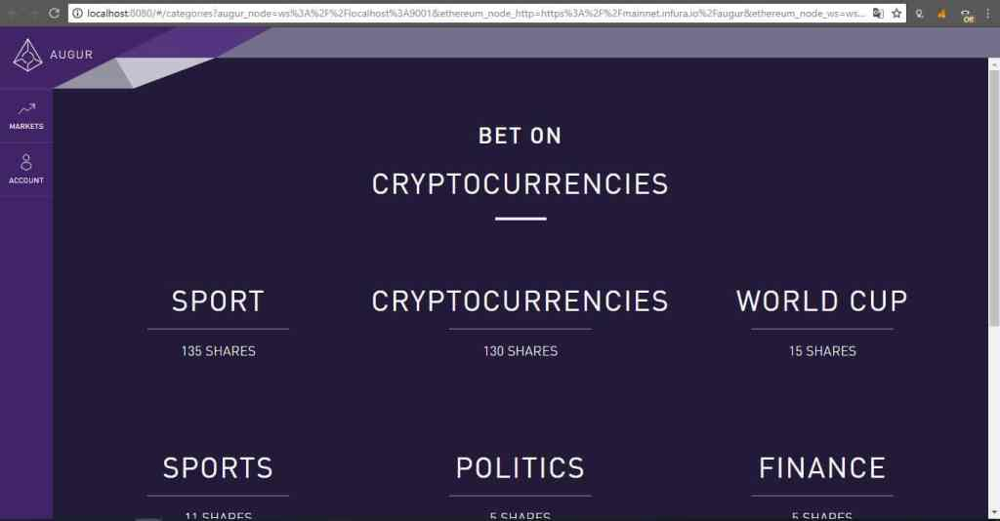 localhost:8080/#/categories?augur_node=ws%3A%2F%2Flocalhost%3A9001&ethereum_node_http=https%3A%2F%2Fmainnet.infura.io%2Faugur&ethereum_node_ws=ws...
Off
AUGUR
MARKETS
ACCOUNT
BET ON
CRYPTOCURRENCIES
SPORT CRYPTOCURRENCIES WORLD CUP
135 SHARES 130 SHARES 15 SHARES
SPORTS POLITICS FINANCE
11 SHARES 5 SHARES 5 SHARES